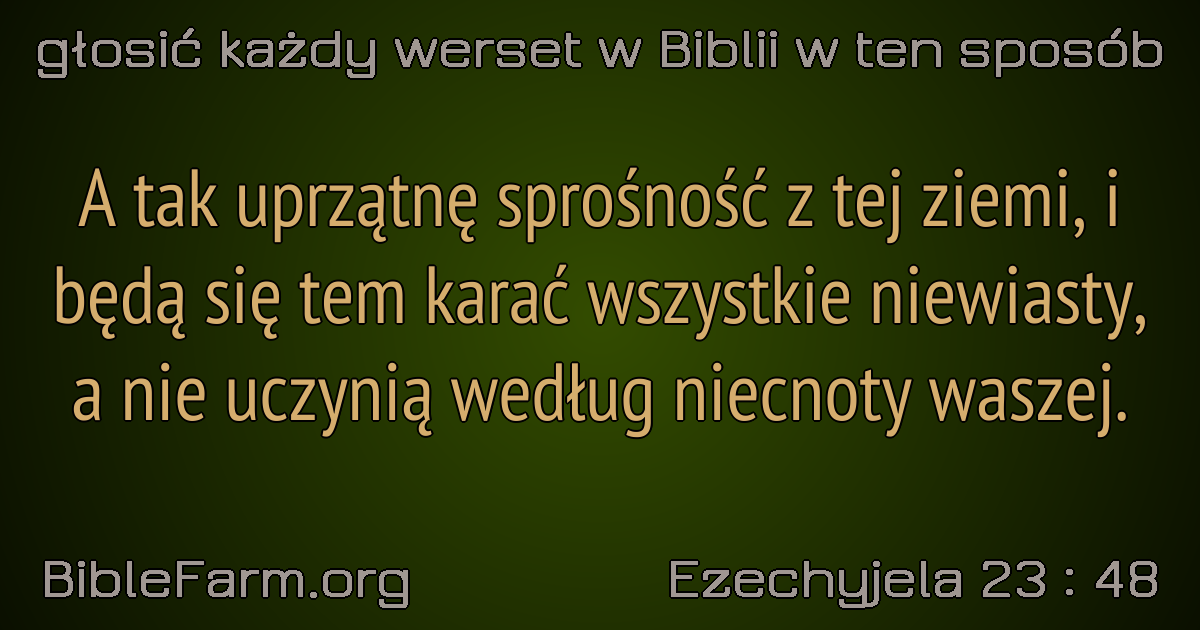 głosić każdy werset w Biblii w ten sposób
A tak uprzątnę sprośność z tej ziemi, i
będą się tem karać wszystkie niewiasty,
a nie uczynią według niecnoty waszej.
BibleFarm.org
Ezechyjela 23 : 48